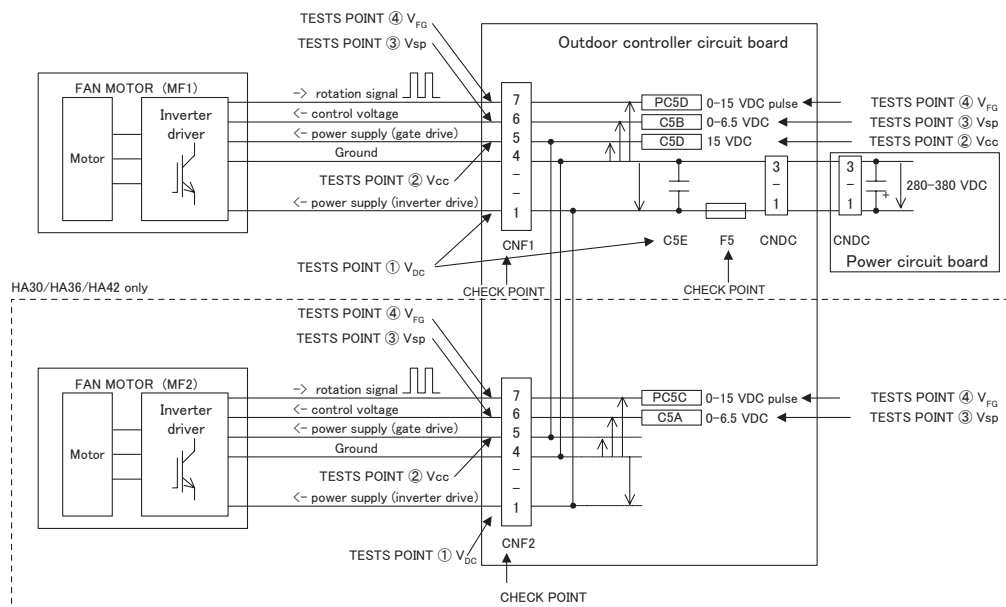 TESTS POINT ④ VFG
TESTS POINT ③ Vsp
Outdoor controller circuit board
FAN MOTOR (MF1)
Motor
Inverter
driver
-> rotation signal
<- control voltage
<- power supply (gate drive)
Ground
TESTS POINT ② Vcc
<- power supply (inverter drive)
TESTS POINT ① VDC
7
6
5
4
-
-
1
CNF1
CHECK POINT
PC5D
0-15 VDC pulse
TESTS POINT ④ VFG
C5B
0-6.5 VDC
TESTS POINT ③ Vsp
C5D
15 VDC
TESTS POINT ② Vcc
C5E
F5
CHECK POINT
3
-
1
CNDC
3
-
1
CNDC
+
280-380 VDC
Power circuit board
HA30/HA36/HA42 only
TESTS POINT ④ VFG
TESTS POINT ③ Vsp
FAN MOTOR (MF2)
Motor
Inverter
driver
-> rotation signal
<- control voltage
<- power supply (gate drive)
Ground
TESTS POINT ② Vcc
<- power supply (inverter drive)
TESTS POINT ① VDC
7
6
5
4
-
-
1
CNF2
CHECK POINT
PC5C
0-15 VDC pulse
TESTS POINT ④ VFG
C5A
0-6.5 VDC
TESTS POINT ③ Vsp